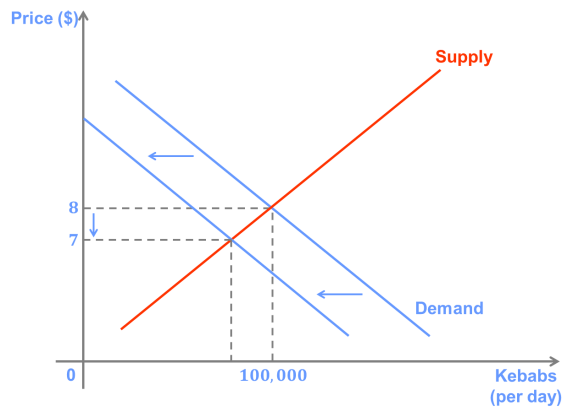 Price ($)
Supply
8
7
Demand
0
100,000
Kebabs
(per day)